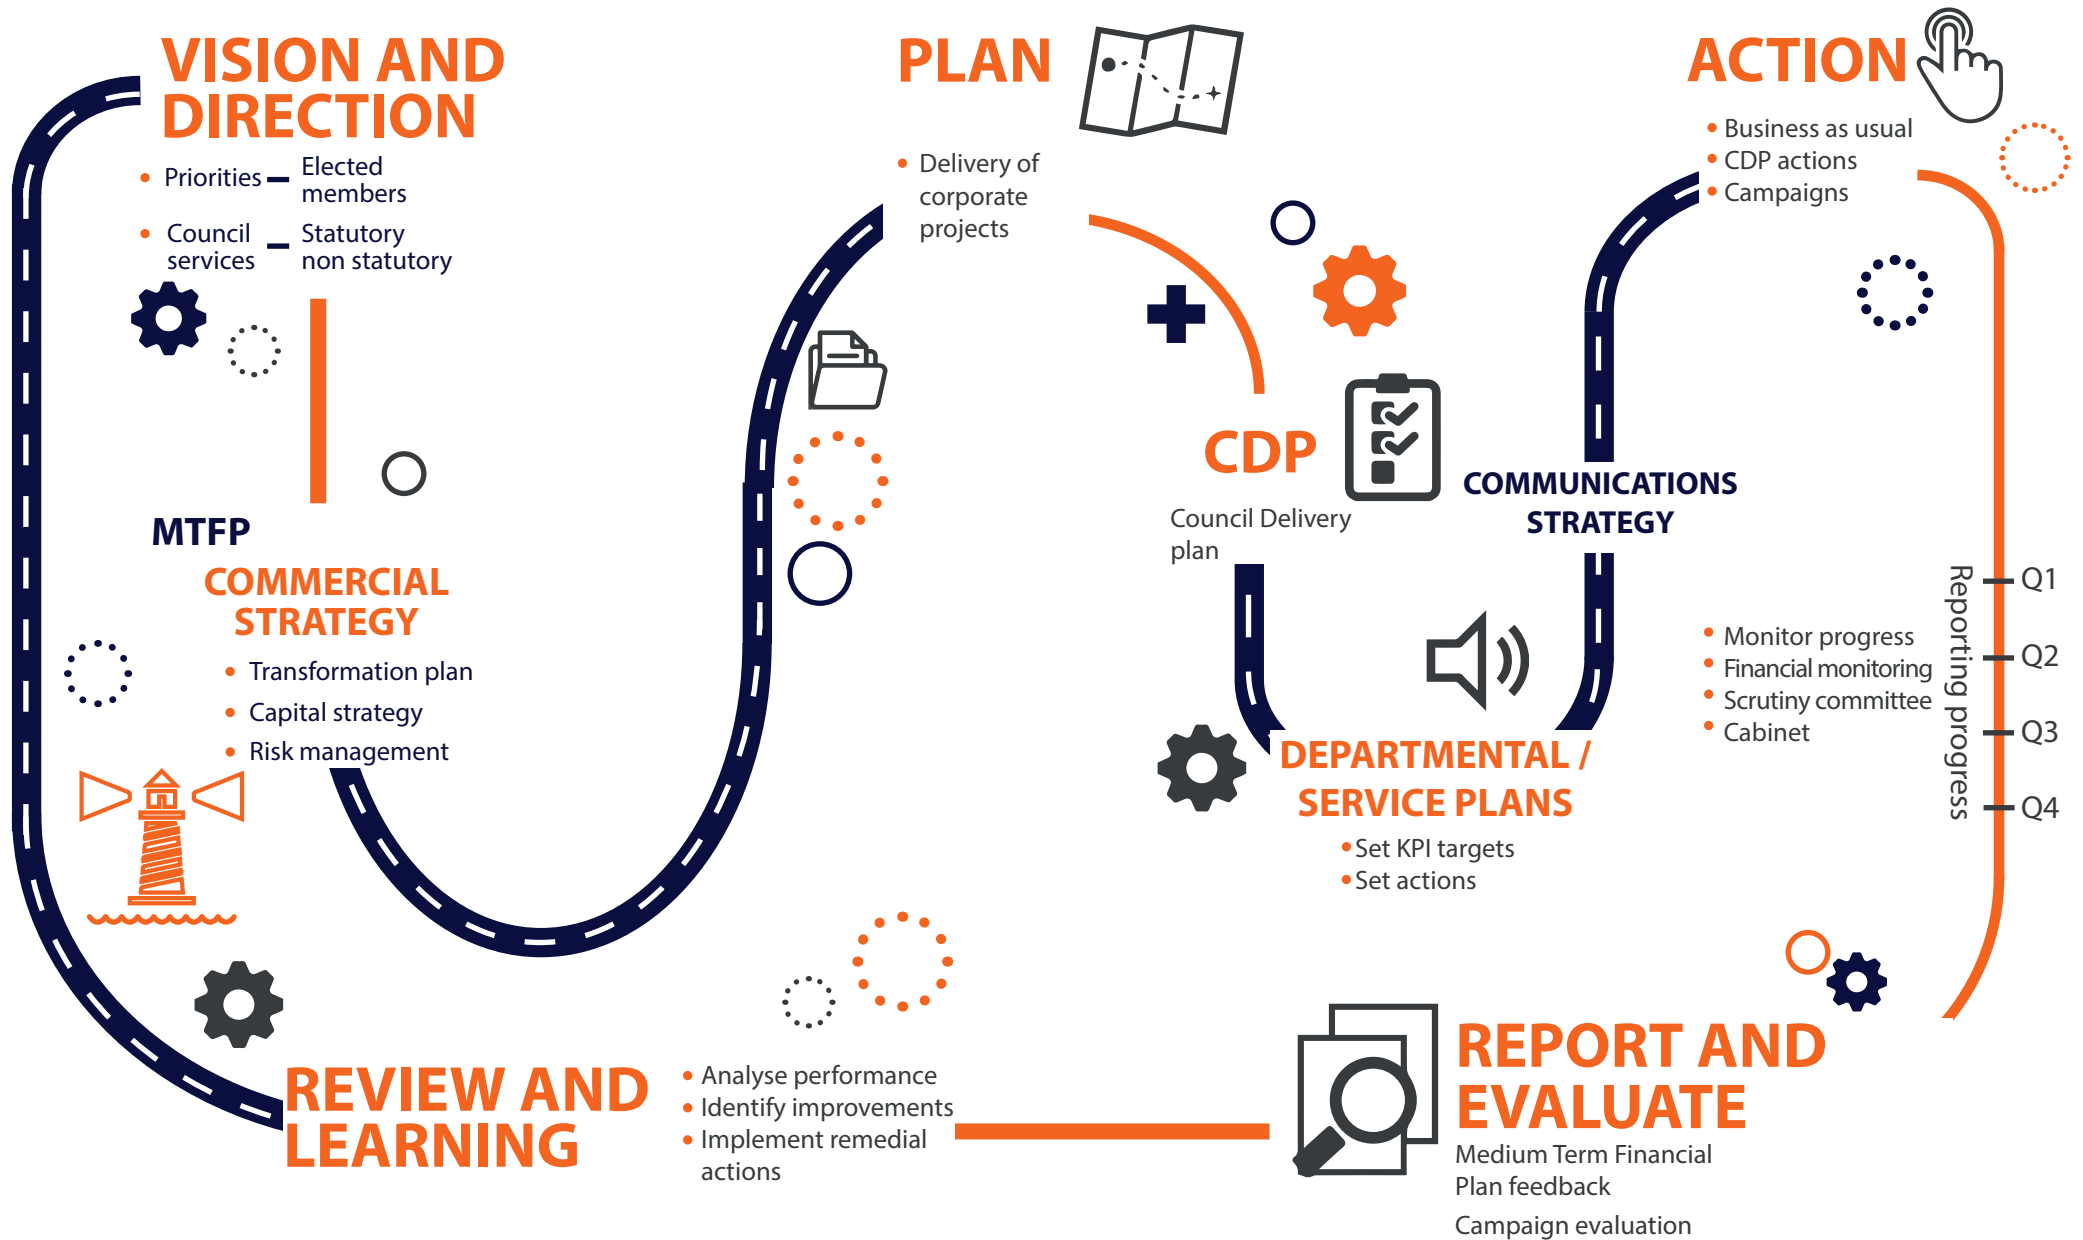 VISION AND
DIRECTION
• Priorities – Elected
members
• Council – Statutory
services non statutory
MTFP
COMMERCIAL
STRATEGY
• Transformation plan
• Capital strategy
• Risk management
PLAN
• Delivery of
corporate
projects
CDP
Council Delivery
plan
DEPARTMENTAL /
SERVICE PLANS
• Set KPI targets
• Set actions
COMMUNICATIONS
STRATEGY
ACTION
• Business as usual
• CDP actions
• Campaigns
• Monitor progress
• Financial monitoring
• Scrutiny committee
• Cabinet
Reporting progress
Q1
Q2
Q3
Q4
REPORT AND
EVALUATE
Medium Term Financial
Plan feedback
Campaign evaluation
REVIEW AND
LEARNING
• Analyse performance
• Identify improvements
• Implement remedial
actions